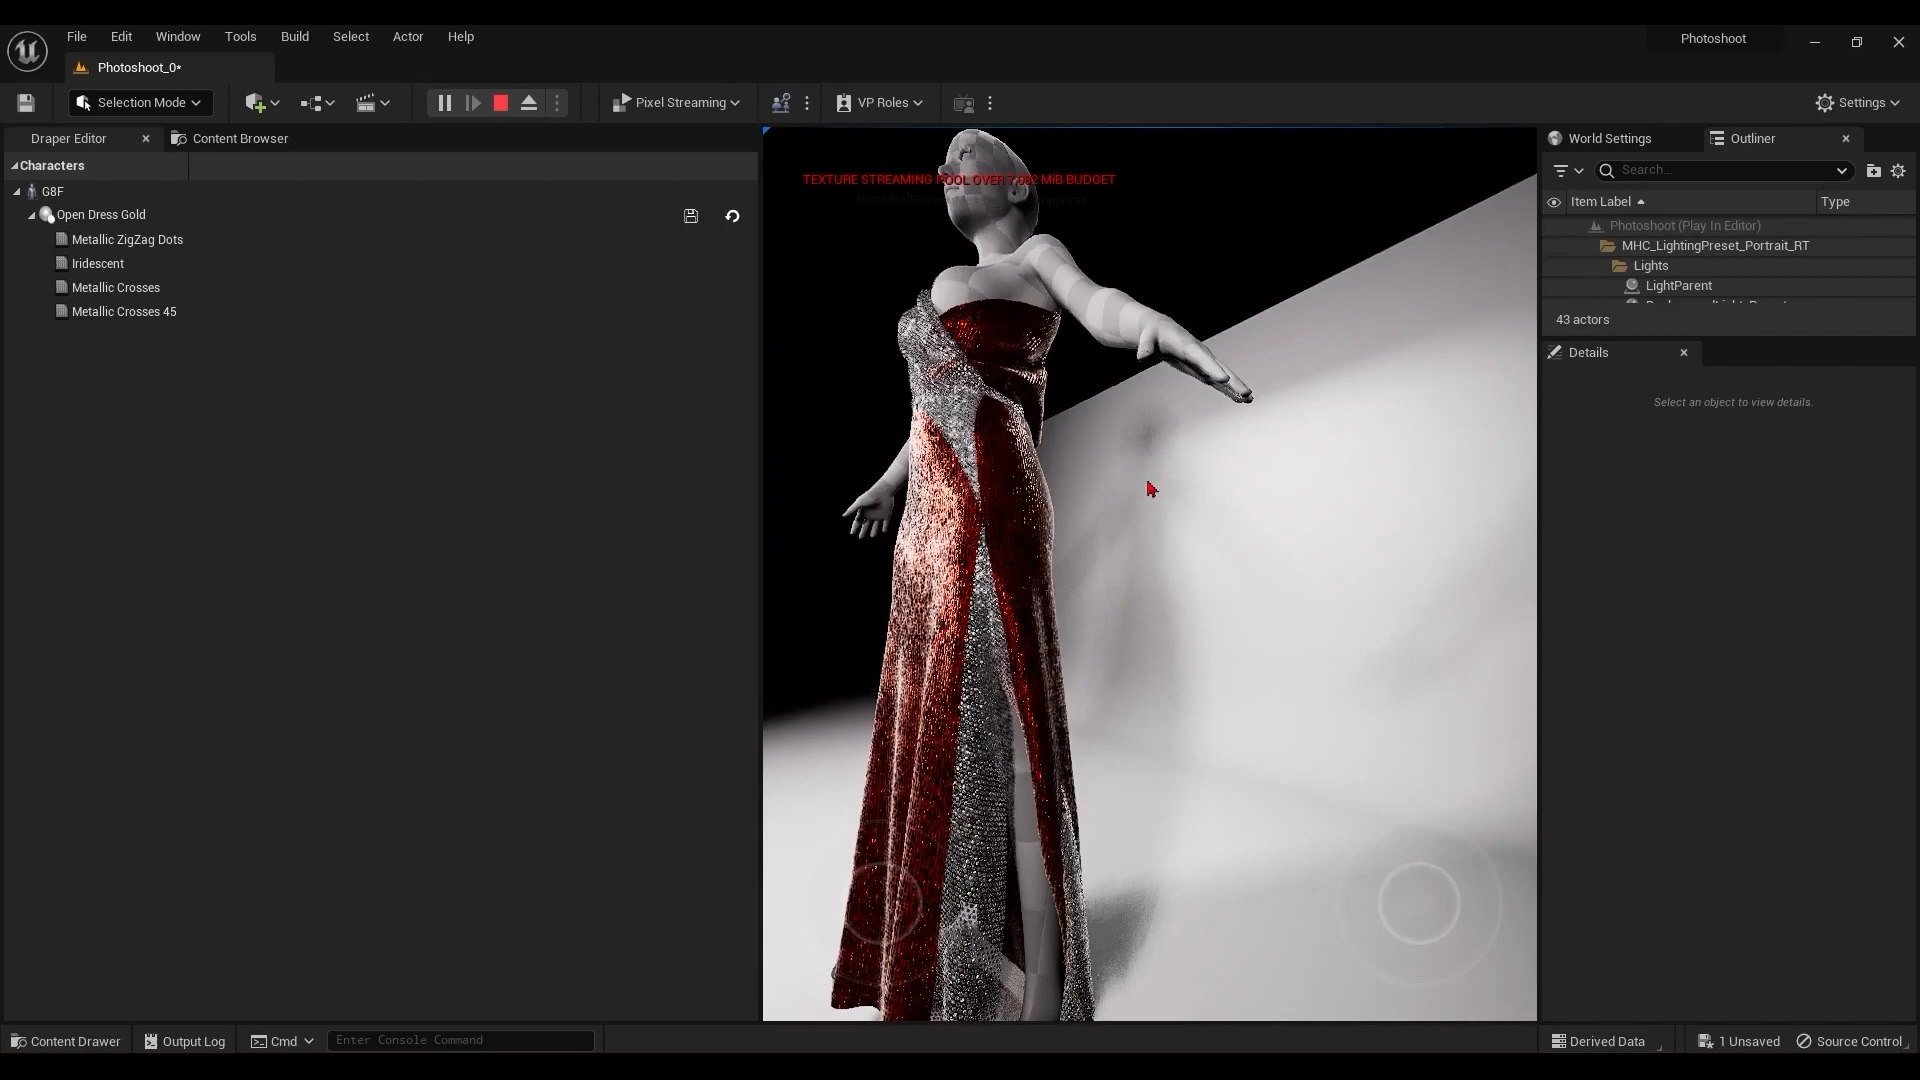 File Edit Window Tools Build Select Actor Help
Photoshoot
Photoshoot_0*
Selection Mode
Pixel Streaming
VP Roles
Settings
Draper Editor
Content Browser
Characters
G8F
Open Dress Gold
Metallic ZigZag Dots
Iridescent
Metallic Crosses
Metallic Crosses 45
TEXTURE STREAMING POOL OVER MiB BUDGET
World Settings
Outliner
Search...
Item Label
Type
Photoshoot (Play In Editor)
MHC_LightingPreset_Portrait_RT
Lights
LightParent
43 actors
Details
Select an object to view details.
Content Drawer
Output Log
Cmd
Enter Console Command
Derived Data
1 Unsaved
Source Control